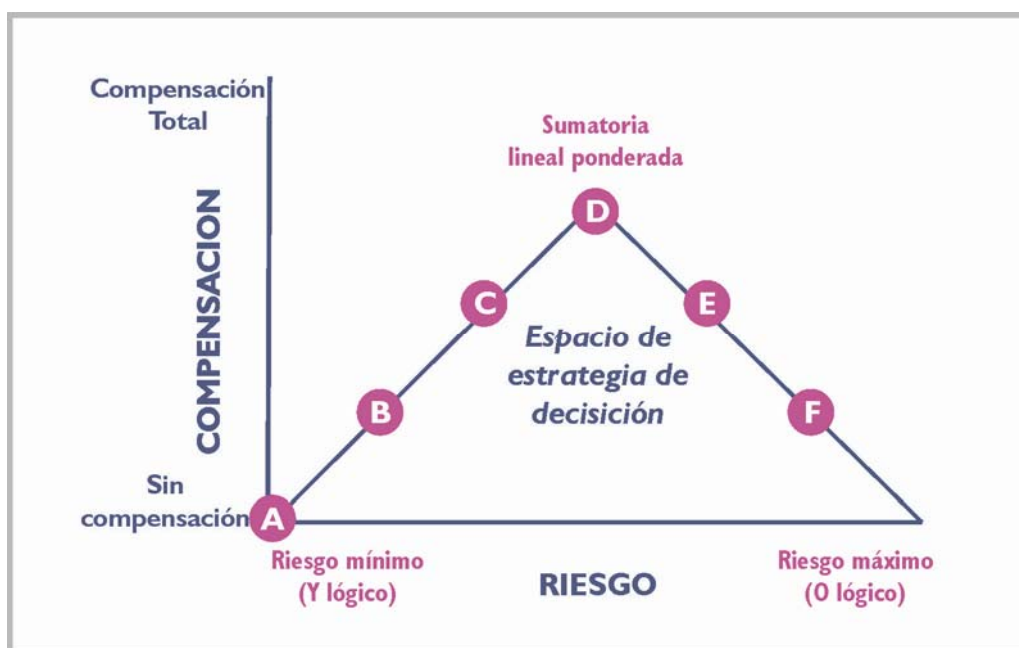 Compensación
Total
COMPENSACION
Sin
compensación
Sumatoria
lineal ponderada
D
C
E
B
F
A
Espacio de
estrategia de
decisición
Riesgo mínimo
(Y lógico)
RIESGO
Riesgo máximo
(O lógico)